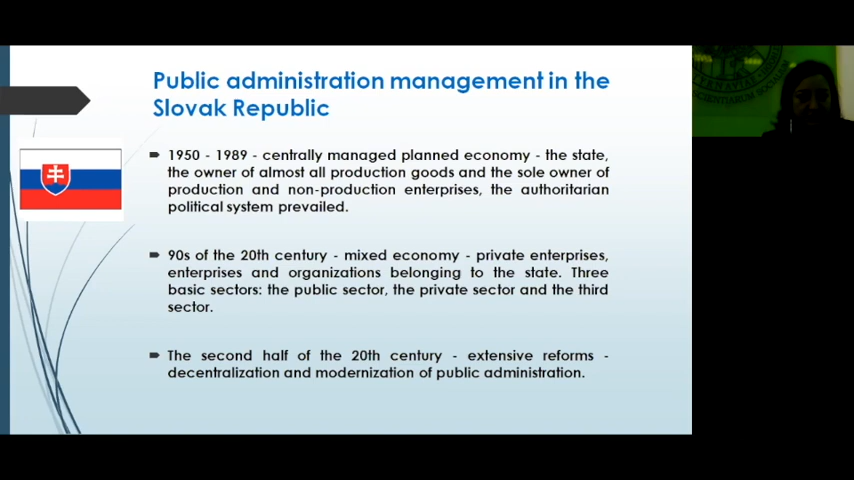 Public administration management in the
Slovak Republic
1950 - 1989 - centrally managed planned economy - the state,
the owner of almost all production goods and the sole owner of
production and non-production enterprises, the authoritarian
political system prevailed.
90s of the 20th century - mixed economy - private enterprises,
enterprises and organizations belonging to the state. Three
basic sectors: the public sector, the private sector and the third
sector.
The second half of the 20th century - extensive reforms -
decentralization and modernization of public administration.